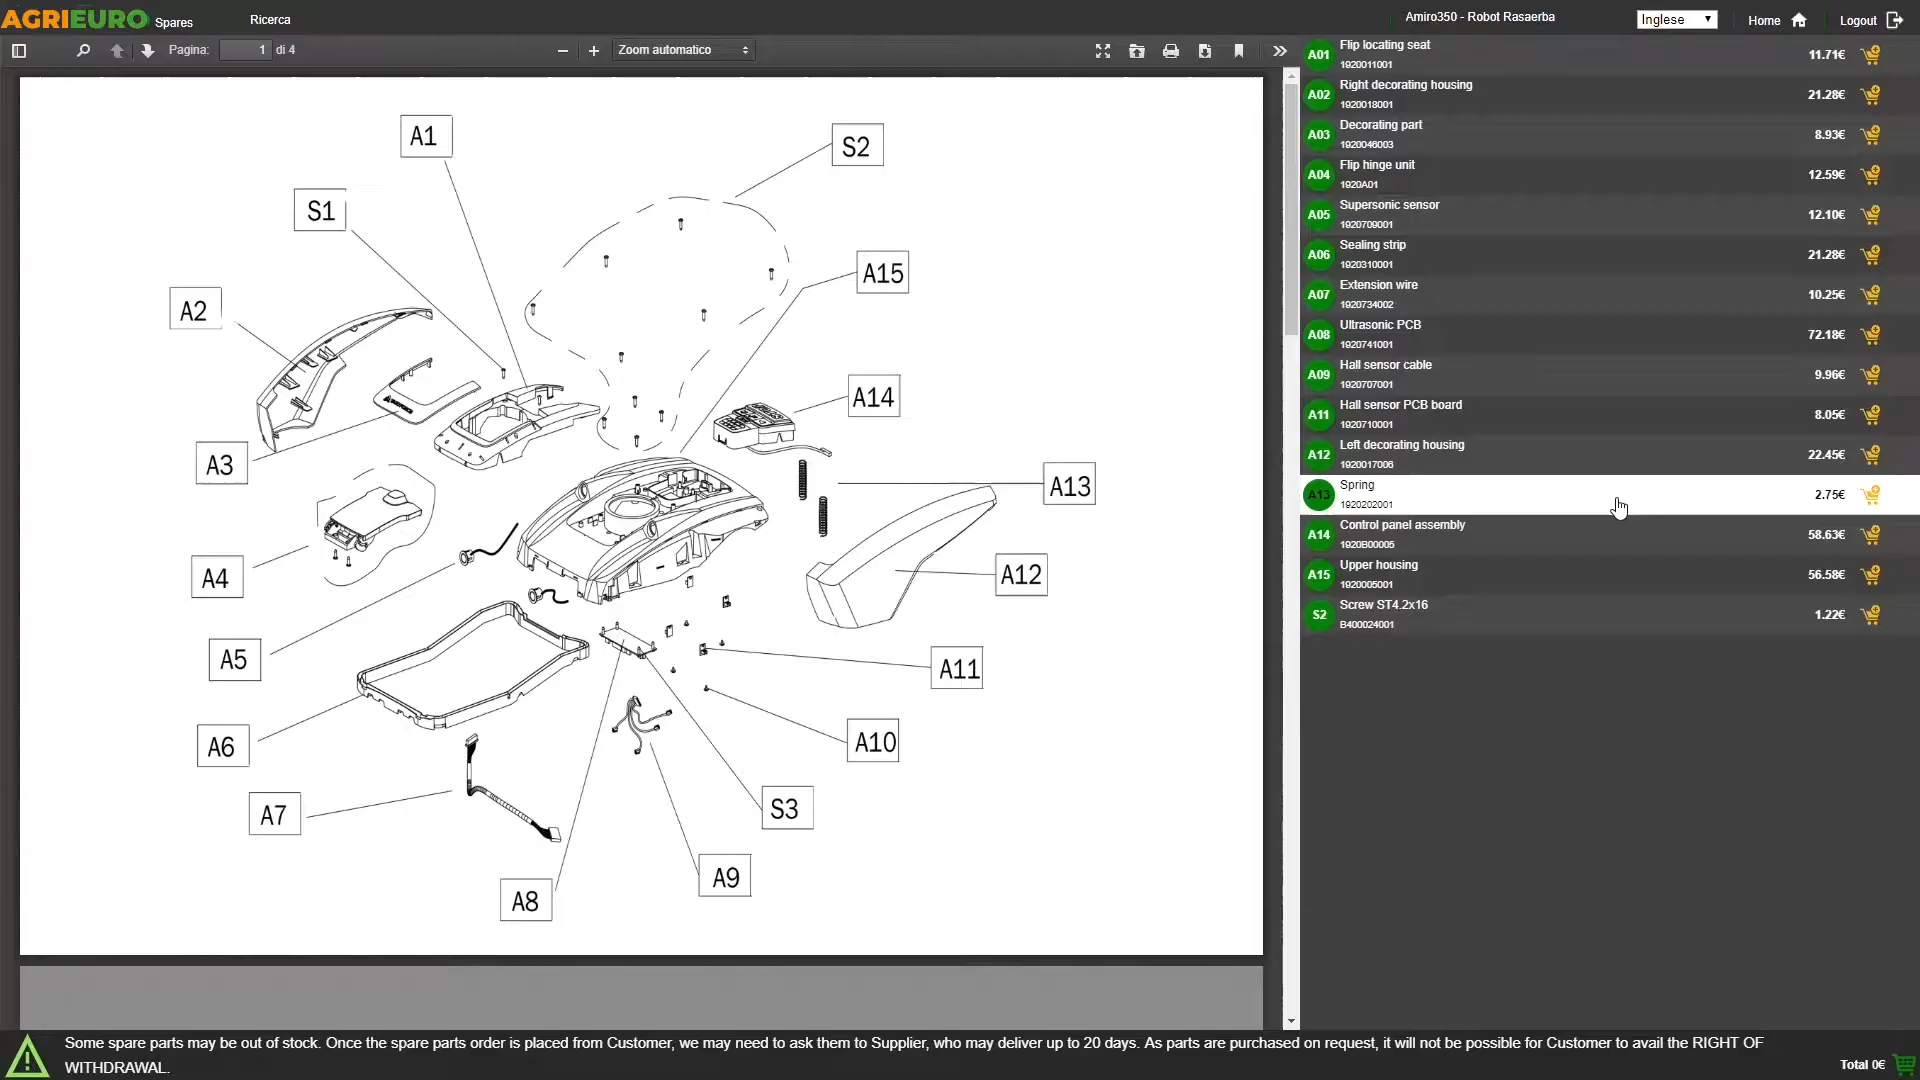 AGRIEURO Spares
Ricerca
Amiro350 - Robot Rasaerba
Inglese
Home
Logout
Pagina: 1 di 4
Zoom automatico
A1
S2
S1
A15
A2
A14
A3
A13
A4
A12
A5
A11
A6
A10
A7
S3
A9
A8
A01 Flip locating seat 11.71€
1920011001
A02 Right decorating housing 21.28€
1920018001
A03 Decorating part 8.93€
1920046003
A04 Flip hinge unit 12.59€
1920A01
A05 Supersonic sensor 12.10€
1920709001
A06 Sealing strip 21.28€
1920310001
A07 Extension wire 10.25€
1920734002
A08 Ultrasonic PCB 72.18€
1920741001
A09 Hall sensor cable 9.96€
1920707001
A11 Hall sensor PCB board 8.05€
1920710001
A12 Left decorating housing 22.45€
1920017006
A13 Spring 2.75€
1920202001
A14 Control panel assembly 58.63€
1920B00005
A15 Upper housing 56.58€
1920005001
S2 Screw ST4.2x16 1.22€
B400024001
Some spare parts may be out of stock. Once the spare parts order is placed from Customer, we may need to ask them to Supplier, who may deliver up to 20 days. As parts are purchased on request, it will not be possible for Customer to avail the RIGHT OF
WITHDRAWAL.
Total 0€